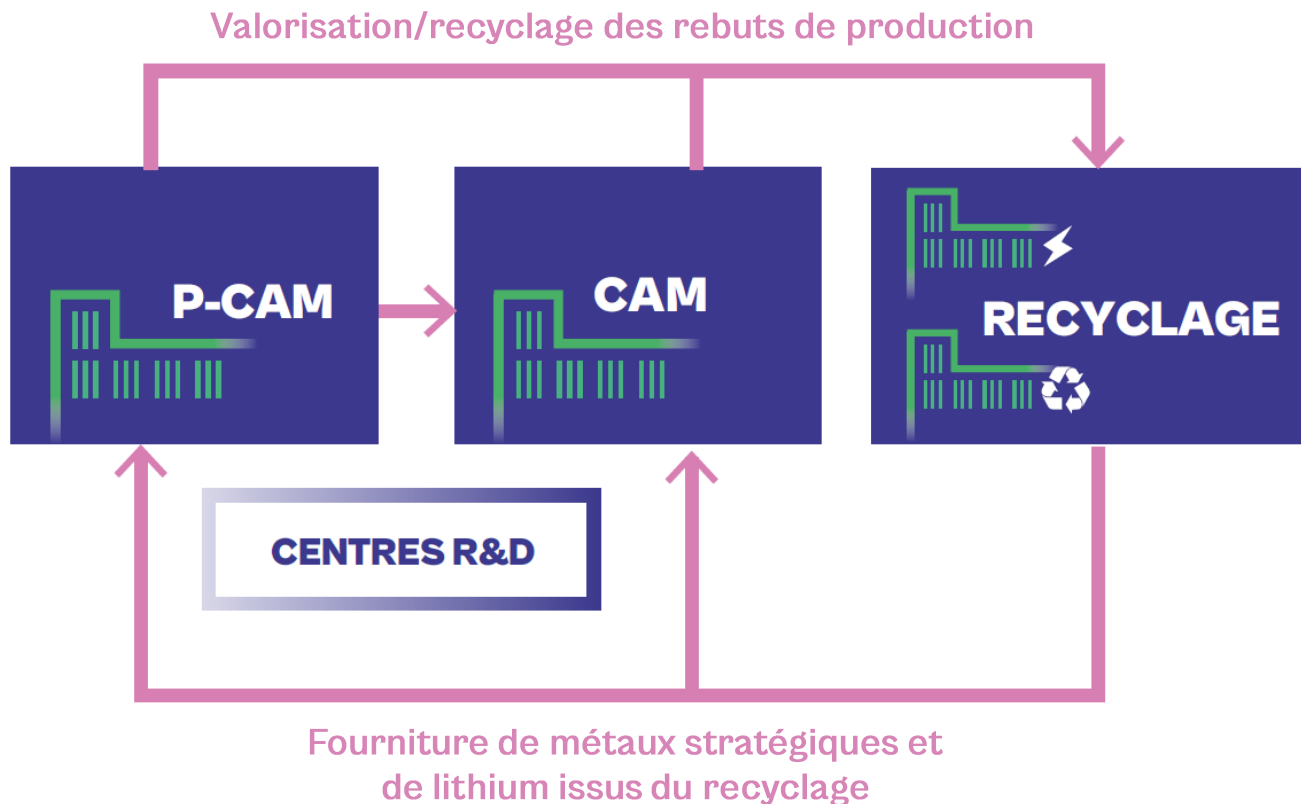 Valorisation/recyclage des rebuts de production
P-CAM
CAM
RECYCLAGE
CENTRES R&D
Fourniture de métaux stratégiques et
de lithium issus du recyclage